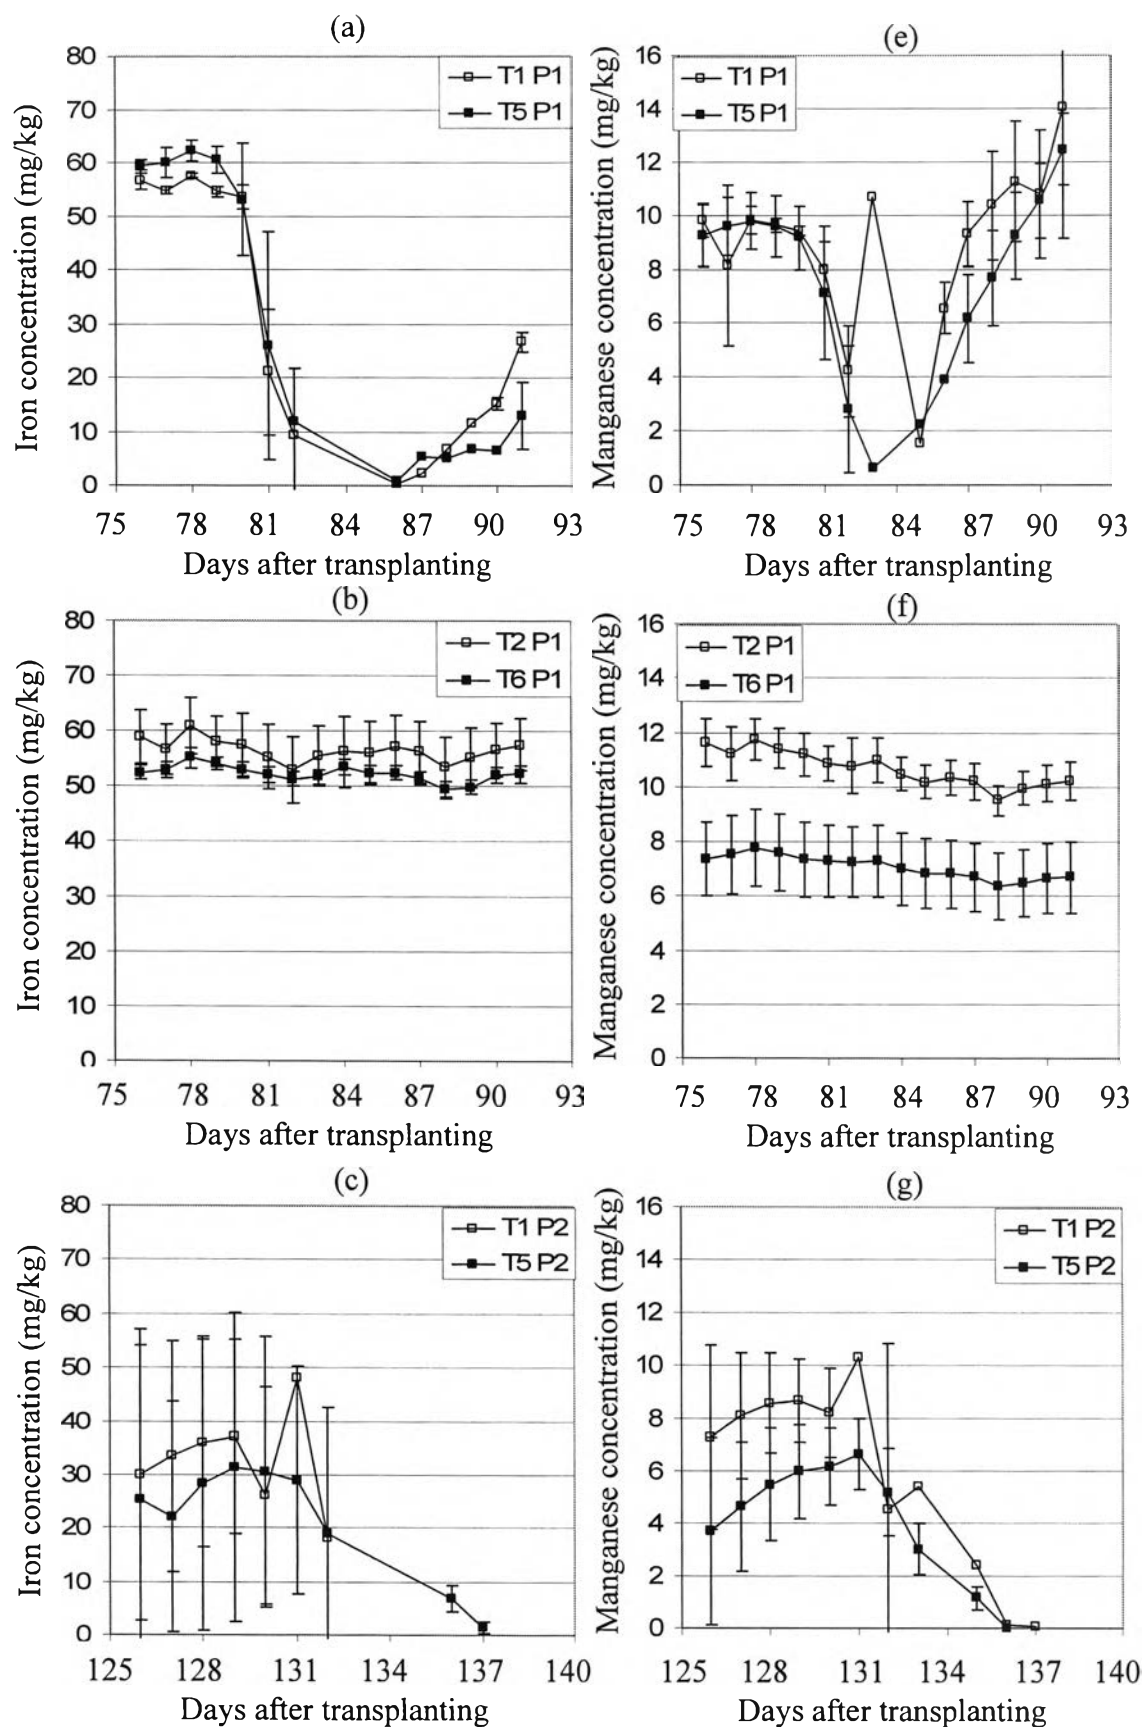 (a)
Iron concentration (mg/kg)
80
70
60
50
40
30
20
10
0
T1 P1
T5 P1
75 78 81 84 87 90 93
Days after transplanting
(e)
Manganese concentration (mg/kg)
16
14
12
10
8
6
4
2
0
T1 P1
T5 P1
75 78 81 84 87 90 93
Days after transplanting
(b)
Iron concentration (mg/kg)
80
70
60
50
40
30
20
10
0
T2 P1
T6 P1
75 78 81 84 87 90 93
Days after transplanting
(f)
Manganese concentration (mg/kg)
16
14
12
10
8
6
4
2
0
T2 P1
T6 P1
75 78 81 84 87 90 93
Days after transplanting
(c)
Iron concentration (mg/kg)
80
70
60
50
40
30
20
10
0
T1 P2
T5 P2
125 128 131 134 137 140
Days after transplanting
(g)
Manganese concentration (mg/kg)
16
14
12
10
8
6
4
2
0
T1 P2
T5 P2
125 128 131 134 137 140
Days after transplanting